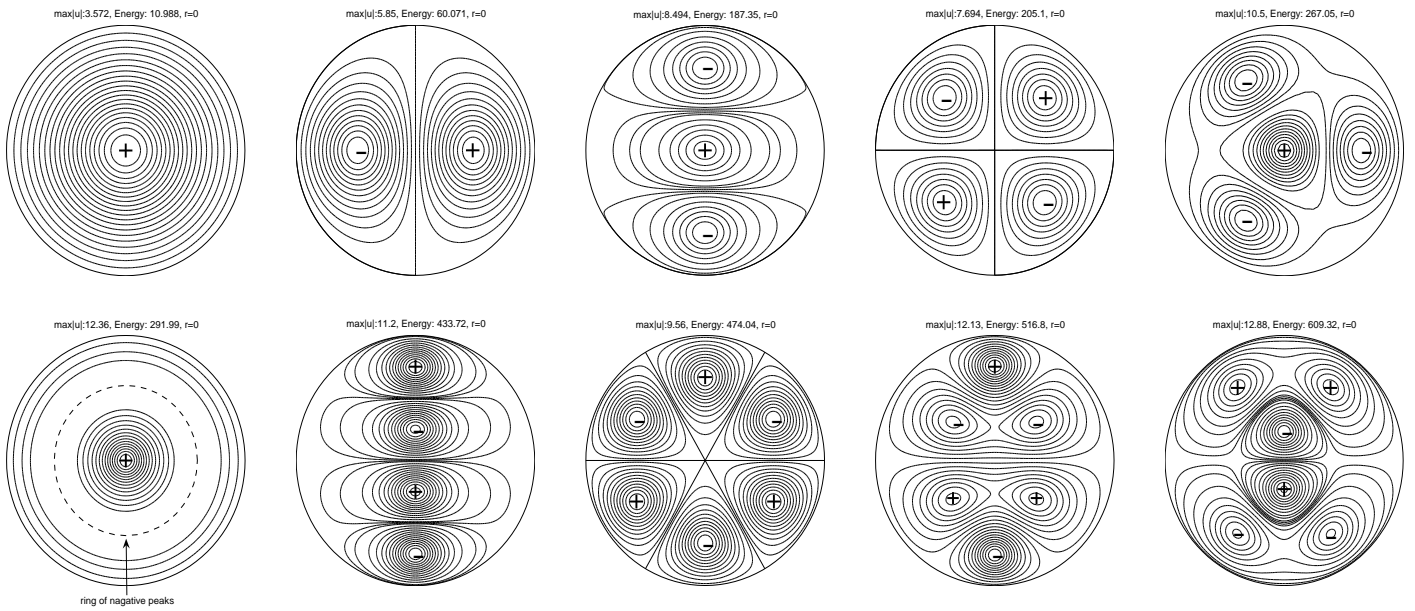 max|u|:3.572, Energy: 10.988, r=0
max|u|:5.85, Energy: 60.071, r=0
max|u|:8.494, Energy: 187.35, r=0
max|u|:7.694, Energy: 205.1, r=0
max|u|:10.5, Energy: 267.05, r=0
+
- +
-
+
-
- +
+ -
-
+ -
-
max|u|:12.36, Energy: 291.99, r=0
max|u|:11.2, Energy: 433.72, r=0
max|u|:9.56, Energy: 474.04, r=0
max|u|:12.13, Energy: 516.8, r=0
max|u|:12.88, Energy: 609.32, r=0
+
+
-
+
-
+
- -
+ +
-
+
- -
+ +
-
+ +
-
+
- -
ring of nagative peaks